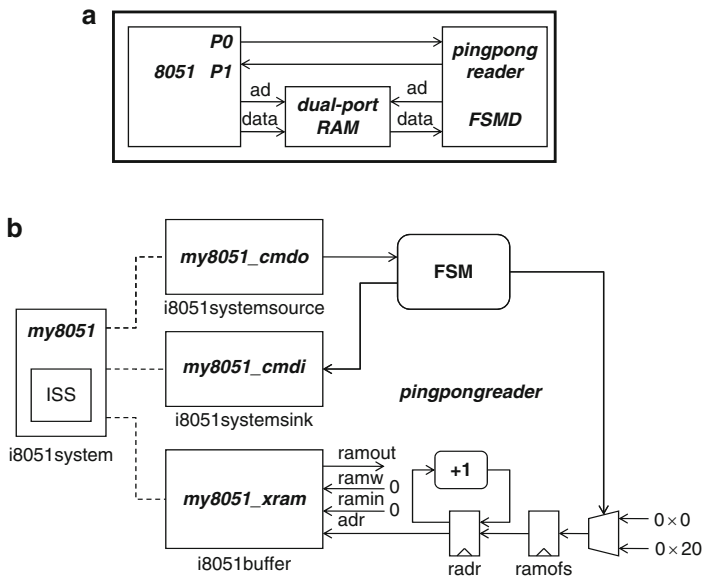 a
P0
8051 P1
pingpong
reader
ad
data
dual-port
RAM
ad
data
FSMD
b
my8051_cmdo
i8051systemsource
FSM
my8051
ISS
i8051system
my8051_cmdi
i8051systemsink
pingpongreader
my8051_xram
i8051buffer
ramout
ramw 0
ramin 0
adr
+1
radr
ramofs
0×0
0×20